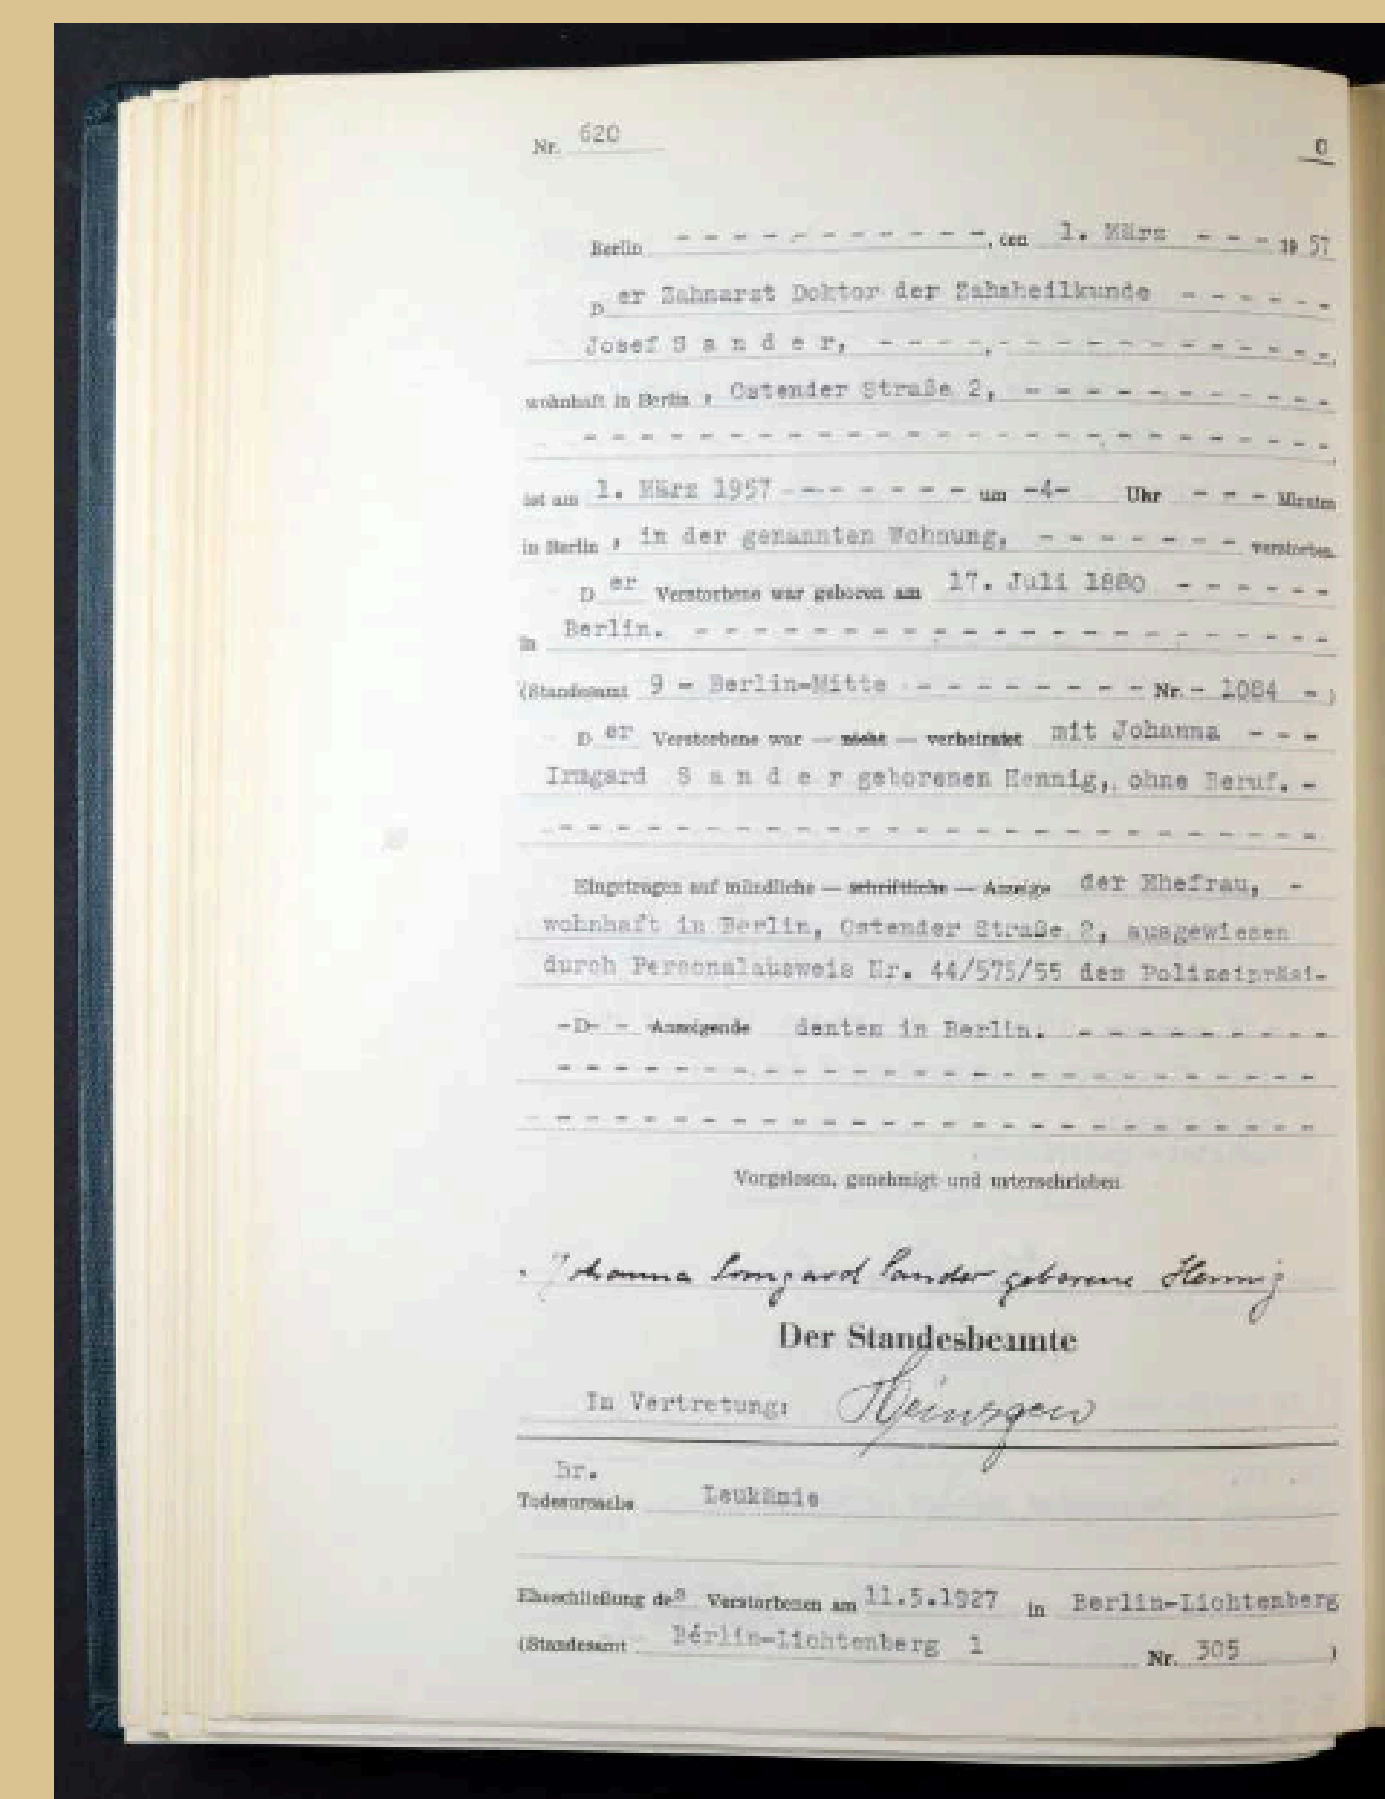 Nr. 620
C
Berlin - - - - - - - - - - -, den 1. März - - - 19 57
Der Zahnarzt Doktor der Zahnheilkunde - - - - - -
Josef S a n d e r, - - - - - - - - - - - - - - -,
wohnhaft in Berlin, Ostender Straße 2, - - - - - - - - - - -
- - - - - - - - - - - - - - - - - - - - - - - - - -,
ist am 1. März 1957 - - - - - - - - um -4- Uhr - - - Minuten
in Berlin, in der genannten Wohnung, - - - - - - - verstorben.
Der Verstorbene war geboren am 17. Juli 1880 - - - - - -
in Berlin. - - - - - - - - - - - - - - - - - - - - - -
(Standesamt 9 - Berlin-Mitte - - - - - - - - - Nr. - 1084 - )
Der Verstorbene war — nicht — verheiratet mit Johanna - - -
Irmgard S a n d e r geborenen Hennig, ohne Beruf. -
- - - - - - - - - - - - - - - - - - - - - - - - - - -
Eingetragen auf mündliche — schriftliche — Anzeige der Ehefrau, -
wohnhaft in Berlin, Ostender Straße 2, ausgewiesen
durch Personalausweis Nr. 44/575/55 des Polizeipräsi-
-D- - Anzeigende denten in Berlin. - - - - - - - - -
- - - - - - - - - - - - - - - - - - - - - - - - - - -
- - - - - - - - - - - - - - - - - - - - - - - - - - -
Vorgelesen, genehmigt und unterschrieben
Johanna Irmgard Sander geborene Hennig
Der Standesbeamte
In Vertretung:
hr.
Todesursache Leukämie
Eheschließung des Verstorbenen am 11.5.1927 in Berlin-Lichtenberg
(Standesamt Berlin-Lichtenberg 1 Nr. 305 )